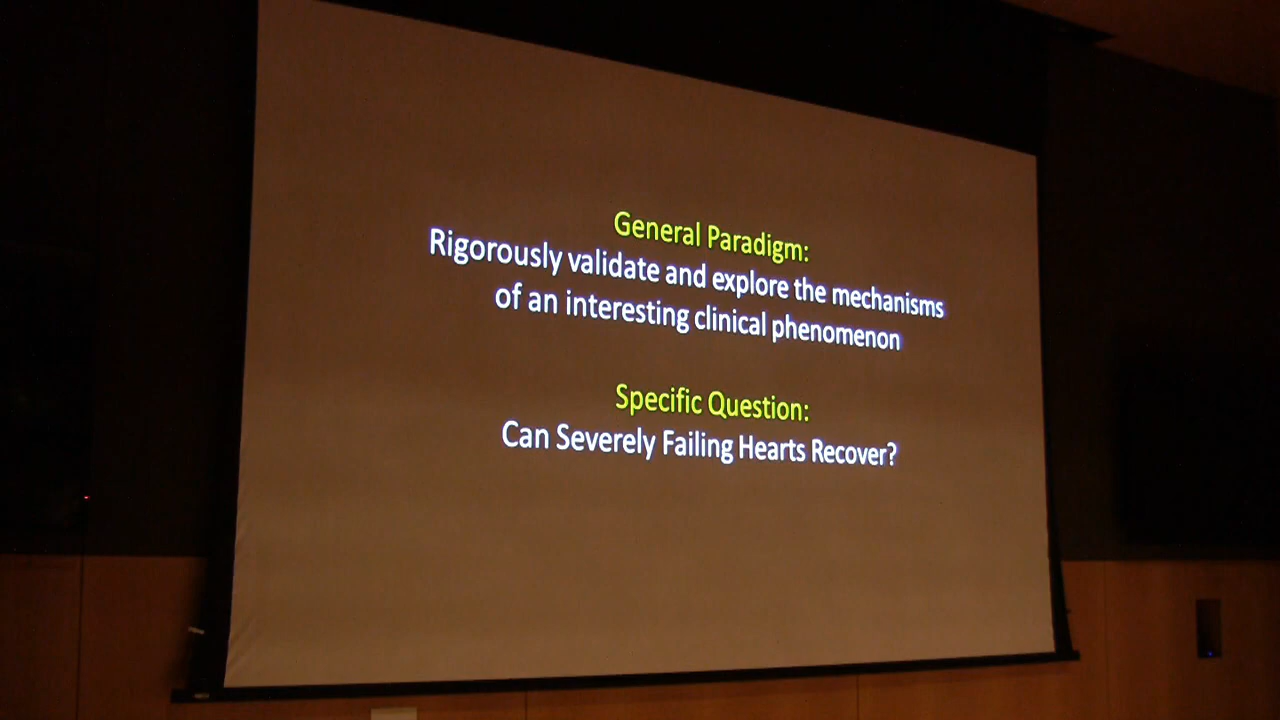 General Paradigm:
Rigorously validate and explore the mechanisms
of an interesting clinical phenomenon
Specific Question:
Can Severely Failing Hearts Recover?